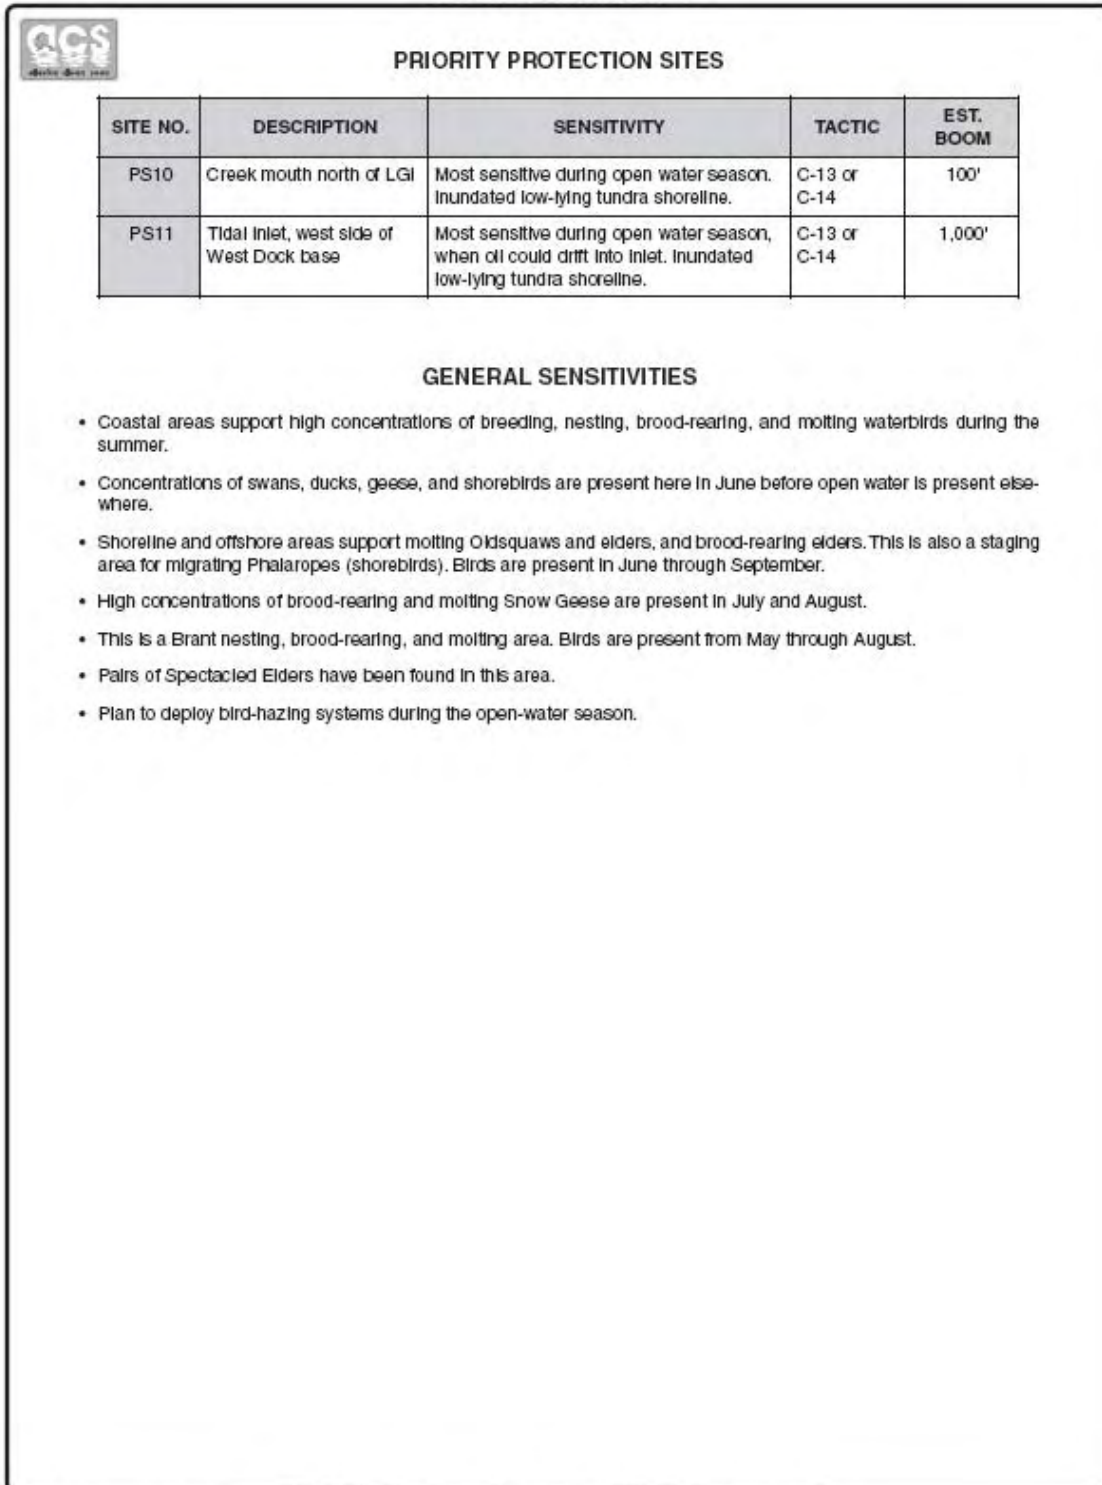 acs
PRIORITY PROTECTION SITES
SITE NO. DESCRIPTION SENSITIVITY TACTIC EST. BOOM
PS10 Creek mouth north of LGI Most sensitive during open water season. Inundated low-lying tundra shoreline. C-13 or C-14 100'
PS11 Tidal inlet, west side of West Dock base Most sensitive during open water season, when oil could drift into inlet. Inundated low-lying tundra shoreline. C-13 or C-14 1,000'
GENERAL SENSITIVITIES
• Coastal areas support high concentrations of breeding, nesting, brood-rearing, and molting waterbirds during the
summer.
• Concentrations of swans, ducks, geese, and shorebirds are present here in June before open water is present else-
where.
• Shoreline and offshore areas support molting Oldsquaws and eiders, and brood-rearing eiders. This is also a staging
area for migrating Phalaropes (shorebirds). Birds are present in June through September.
• High concentrations of brood-rearing and molting Snow Geese are present in July and August.
• This is a Brant nesting, brood-rearing, and molting area. Birds are present from May through August.
• Pairs of Spectacled Eiders have been found in this area.
• Plan to deploy bird-hazing systems during the open-water season.